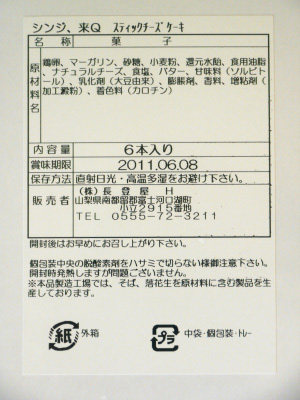 シンジ、来Q スティックチーズケーキ
名称 菓子
原材料名
鶏卵、マーガリン、砂糖、小麦粉、還元水飴、食用油脂
、ナチュラルチーズ、食塩、バター、甘味料（ソルビト
ール）、乳化剤（大豆由来）、膨脹剤、香料、増粘剤（
加工澱粉）、着色料（カロチン）
内容量 6本入り
賞味期限 2011.06.08
保存方法 直射日光・高温多湿をお避け下さい。
販売者
（株）長登屋 H
山梨県南都留郡富士河口湖町
小立2915番地
TEL 0555-72-3211
開封後はお早めにお召し上がり下さい。
個包装中央の脱酸素剤をハサミで切らない様御注意下さい。
開封時発熱しますが問題ございません。
※本品製造工場では、そば、落花生を原材料に含む製品を生
産しております。
紙 外箱
プラ 中袋・個包装・トレー